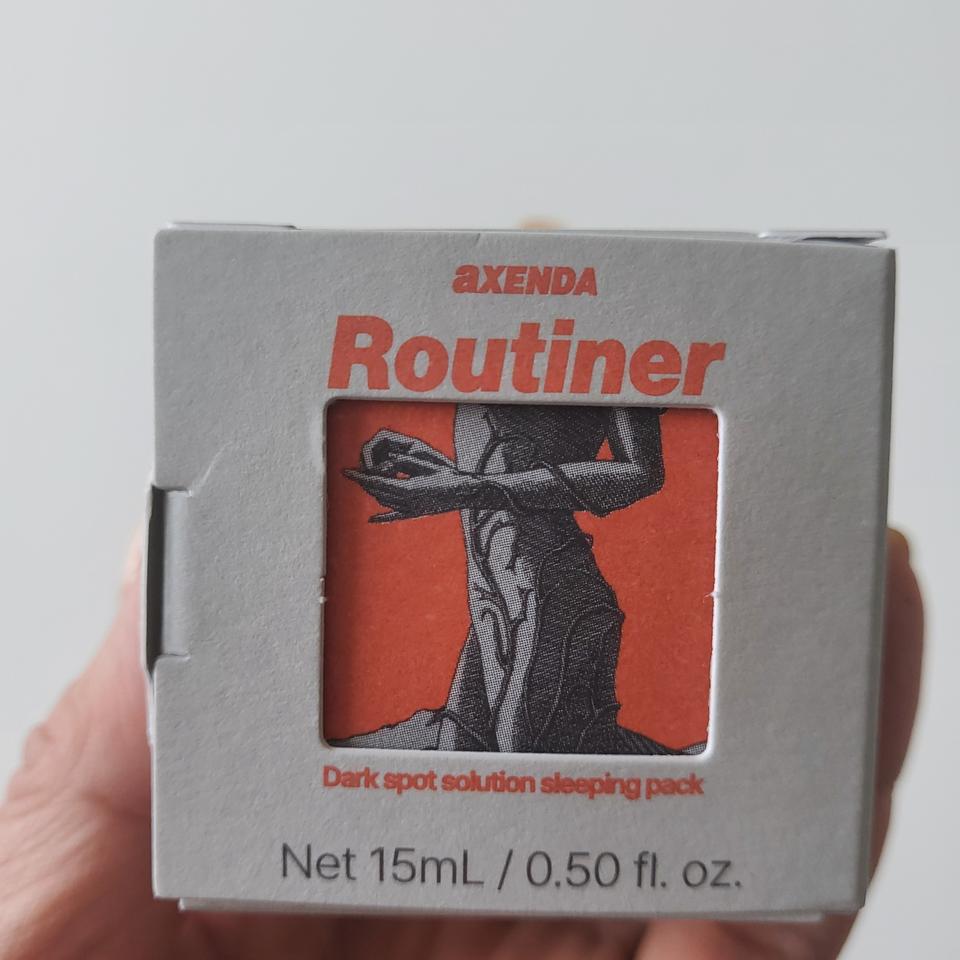 aXENDA
Routiner
Dark spot solution sleeping pack
Net 15mL / 0.50 fl. oz.